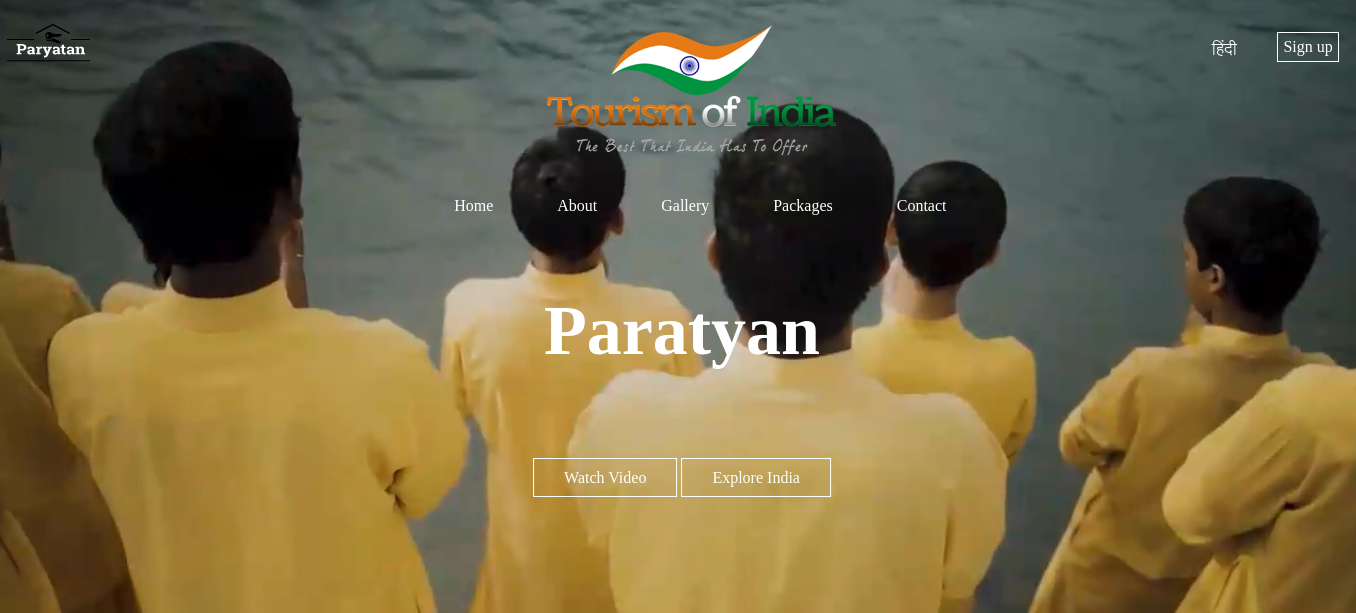 Paryatan
हिंदी
Sign up
Tourism of India
The Best That India Has To Offer
Home About Gallery Packages Contact
Paratyan
Watch Video Explore India